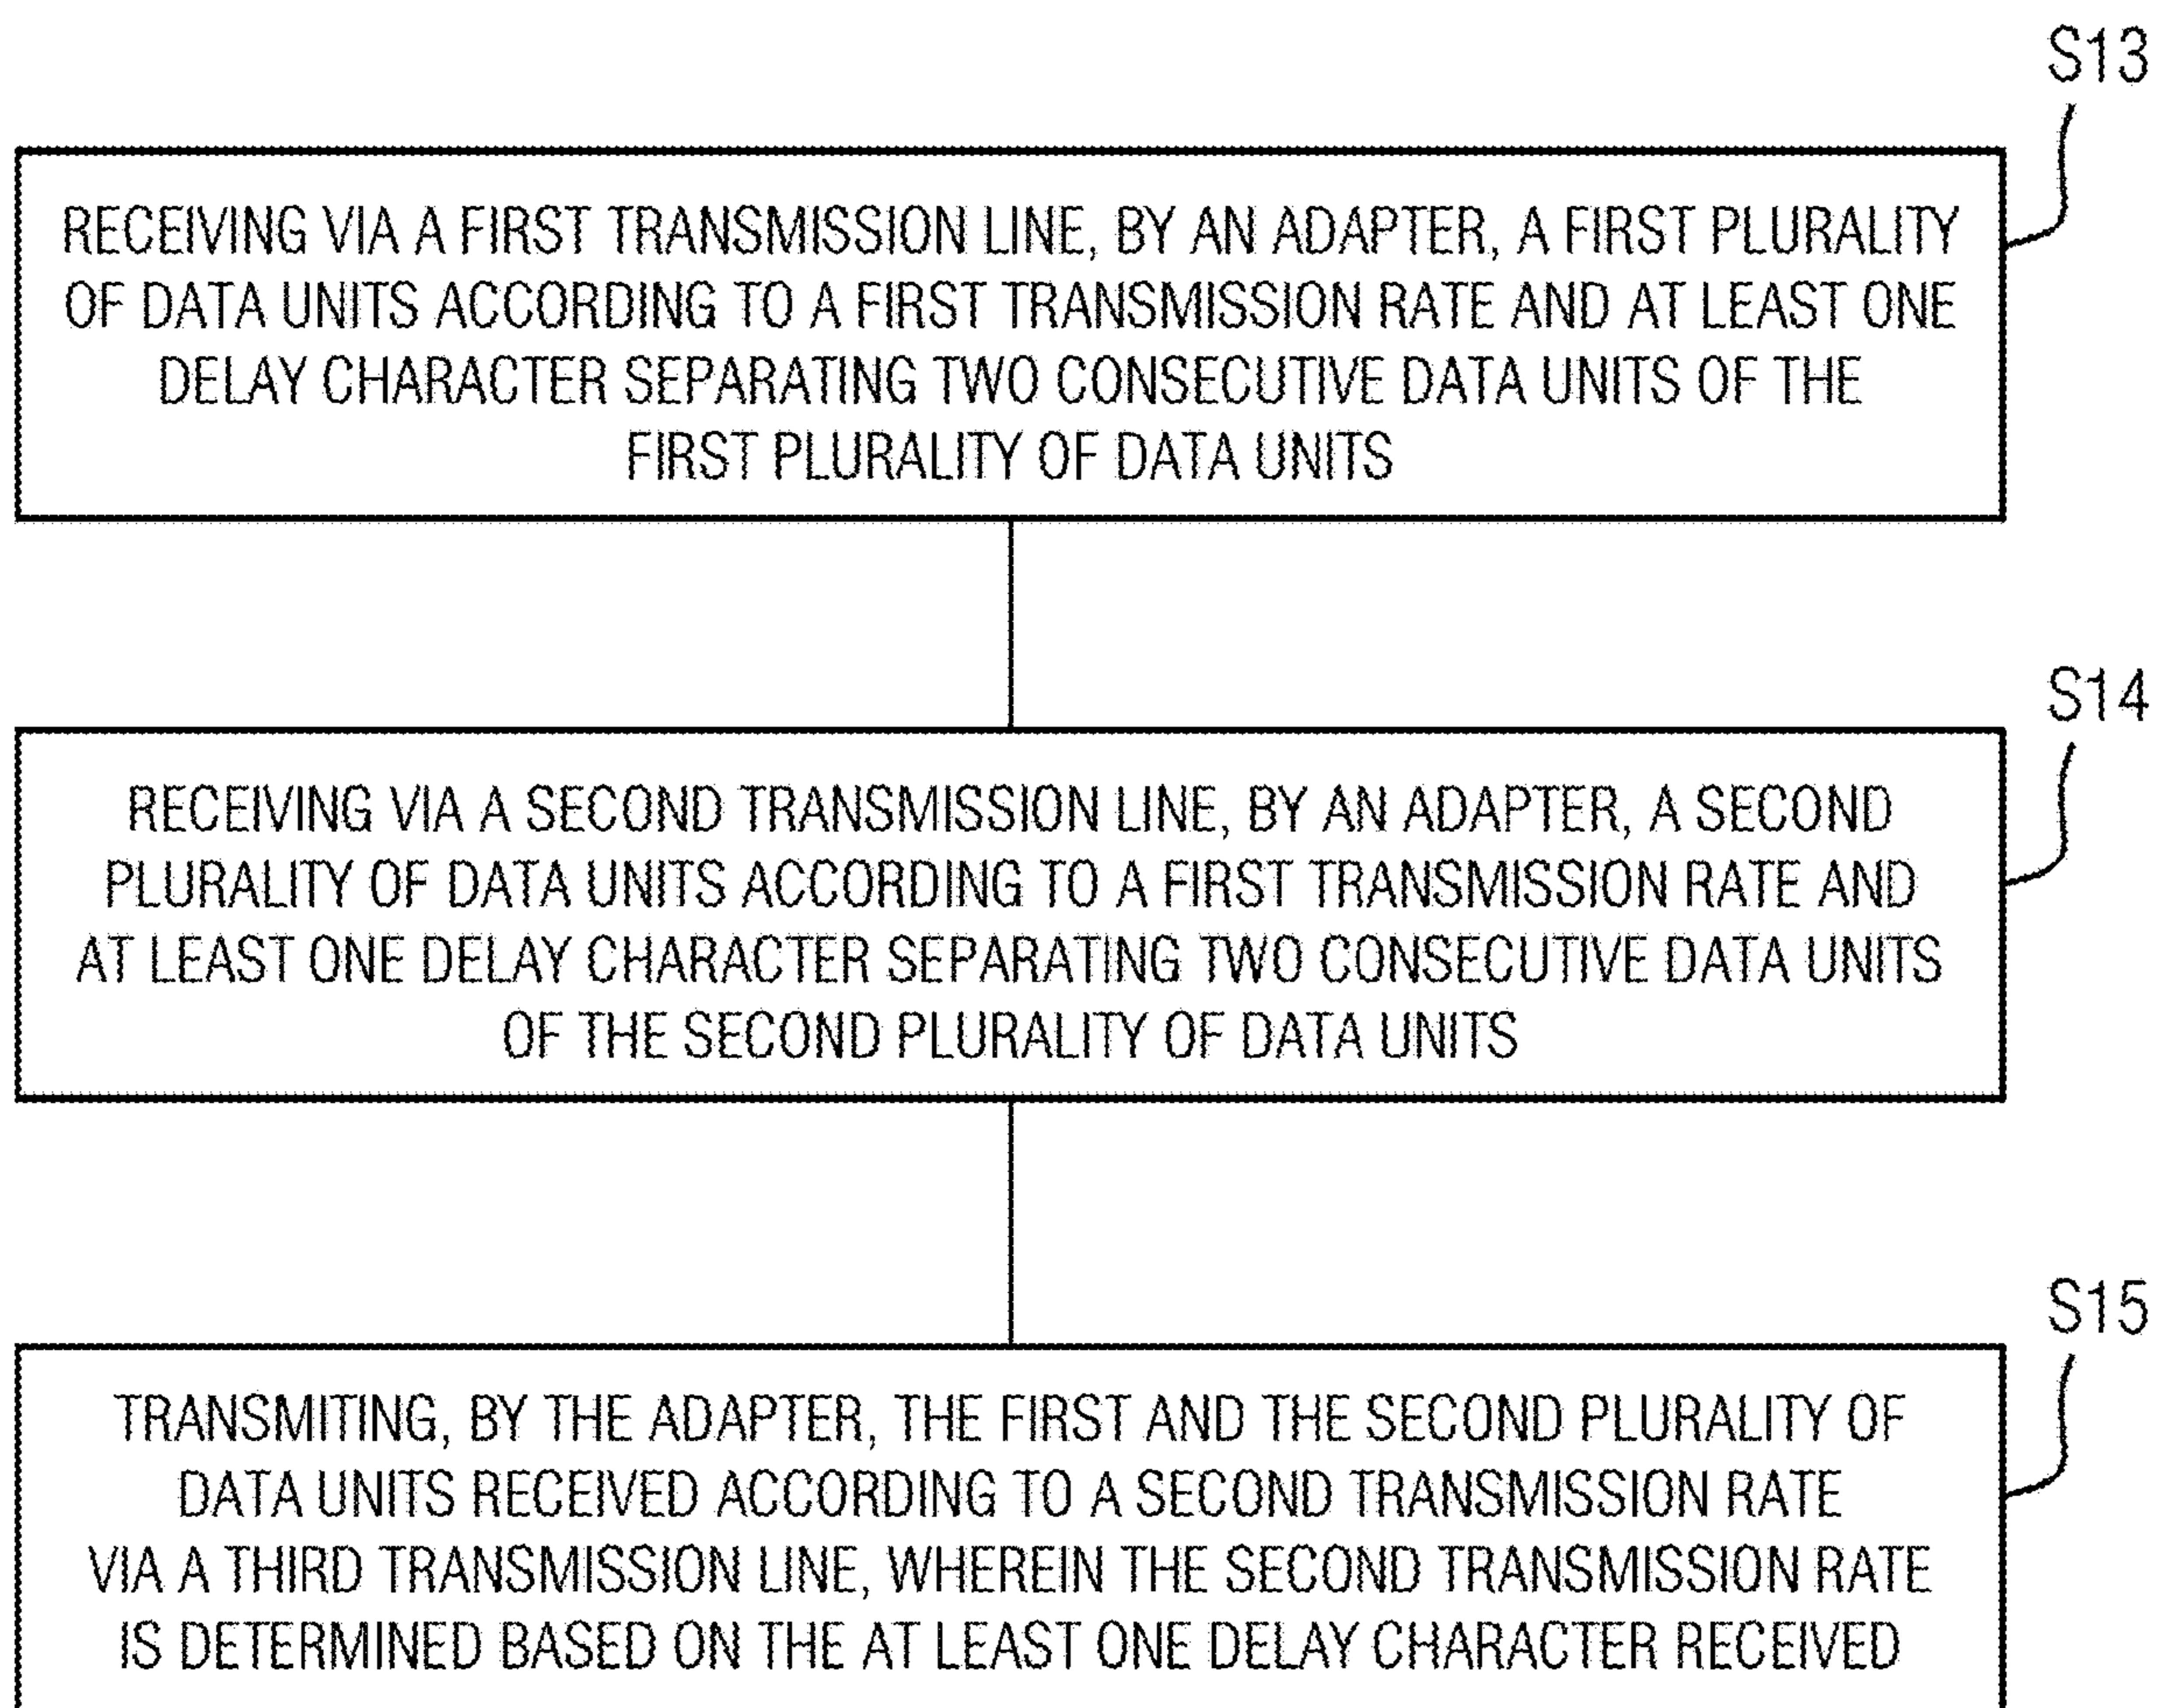 S13
RECEIVING VIA A FIRST TRANSMISSION LINE, BY AN ADAPTER, A FIRST PLURALITY
OF DATA UNITS ACCORDING TO A FIRST TRANSMISSION RATE AND AT LEAST ONE
DELAY CHARACTER SEPARATING TWO CONSECUTIVE DATA UNITS OF THE
FIRST PLURALITY OF DATA UNITS
S14
RECEIVING VIA A SECOND TRANSMISSION LINE, BY AN ADAPTER, A SECOND
PLURALITY OF DATA UNITS ACCORDING TO A FIRST TRANSMISSION RATE AND
AT LEAST ONE DELAY CHARACTER SEPARATING TWO CONSECUTIVE DATA UNITS
OF THE SECOND PLURALITY OF DATA UNITS
S15
TRANSMITING, BY THE ADAPTER, THE FIRST AND THE SECOND PLURALITY OF
DATA UNITS RECEIVED ACCORDING TO A SECOND TRANSMISSION RATE
VIA A THIRD TRANSMISSION LINE, WHEREIN THE SECOND TRANSMISSION RATE
IS DETERMINED BASED ON THE AT LEAST ONE DELAY CHARACTER RECEIVED